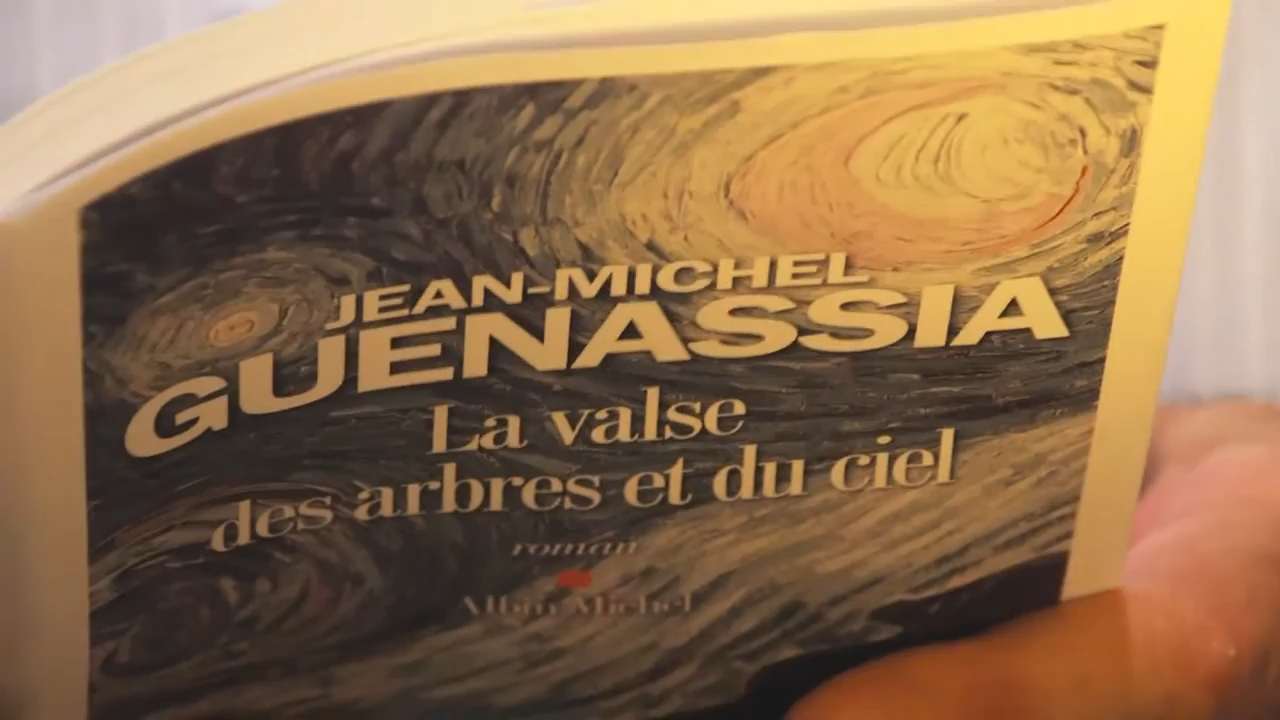 JEAN-MICHEL
GUENASSIA
La valse
des arbres et du ciel
roman
Albin Michel